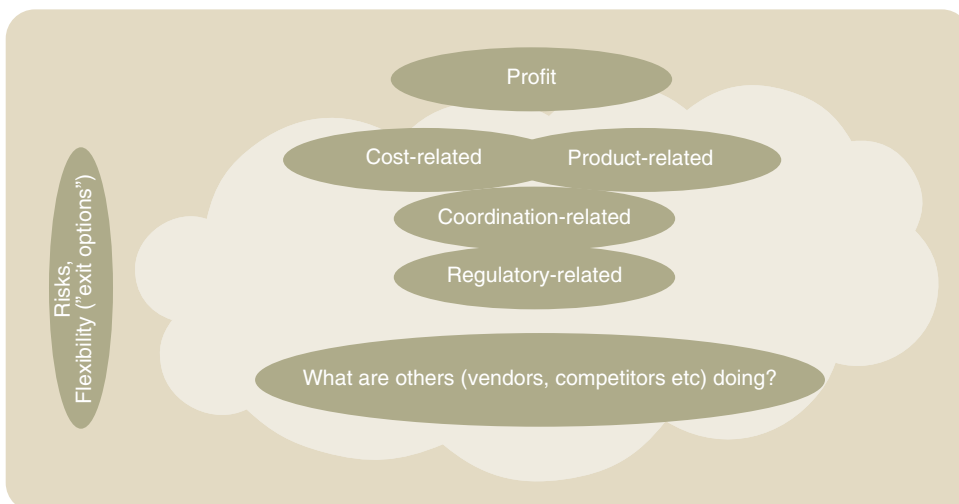 Profit
Cost-related
Product-related
Coordination-related
Regulatory-related
Risks,
Flexibility (”exit options”)
What are others (vendors, competitors etc) doing?